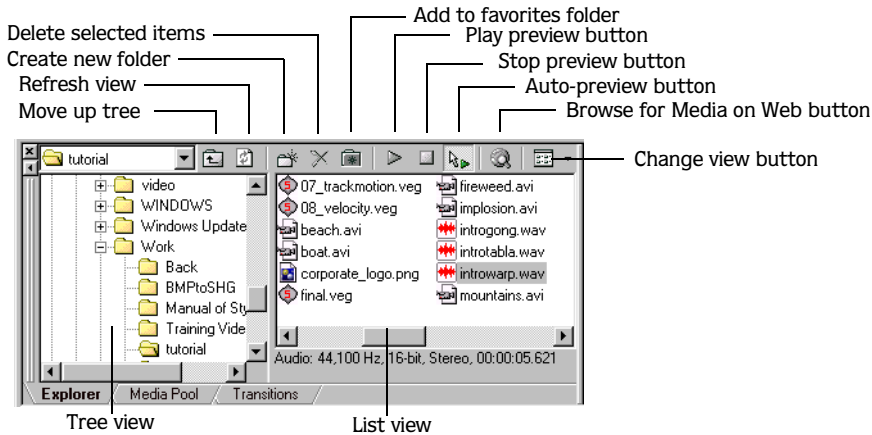 Add to favorites folder
Delete selected items
Play preview button
Create new folder
Stop preview button
Refresh view
Auto-preview button
Move up tree
Browse for Media on Web button
tutorial
Change view button
video
WINDOWS
Windows Update
Work
Back
BMPtoSHG
Manual of Sty
Training Vide
tutorial
07_trackmotion.veg
08_velocity.veg
beach.avi
boat.avi
corporate_logo.png
final.veg
fireweed.avi
implosion.avi
introgong.wav
introtabla.wav
introwarp.wav
mountains.avi
Audio: 44,100 Hz, 16-bit, Stereo, 00:00:05.621
Explorer Media Pool Transitions
Tree view
List view